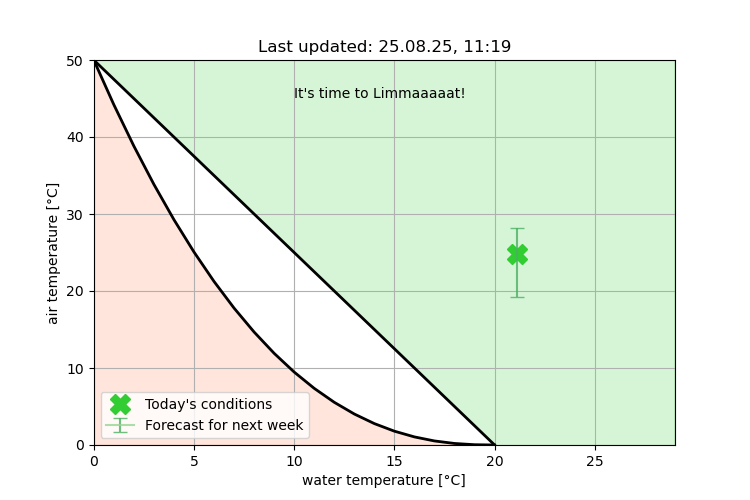 Last updated: 25.08.25, 11:19
50
It's time to Limmaaaaat!
40
30
20
10
0
air temperature [°C]
Today's conditions
Forecast for next week
0 5 10 15 20 25
water temperature [°C]